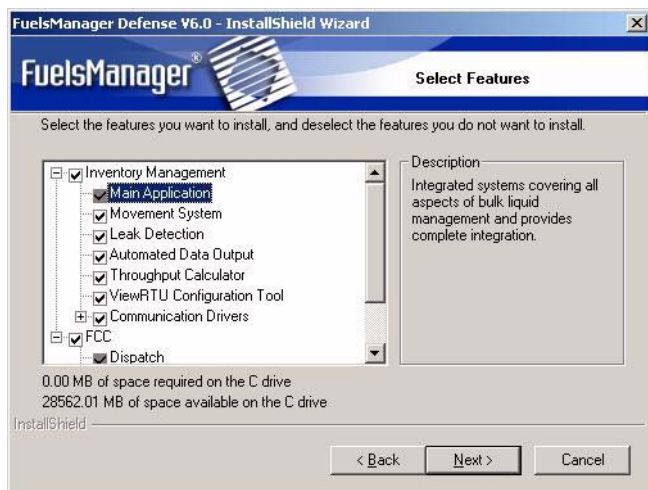 FuelsManager Defense V6.0 - InstallShield Wizard
FuelsManager®
Select Features
Select the features you want to install, and deselect the features you do not want to install.
Inventory Management
Main Application
Movement System
Leak Detection
Automated Data Output
Throughput Calculator
ViewRTU Configuration Tool
Communication Drivers
FCC
Dispatch
Description
Integrated systems covering all
aspects of bulk liquid
management and provides
complete integration.
0.00 MB of space required on the C drive
28562.01 MB of space available on the C drive
InstallShield
< Back
Next >
Cancel